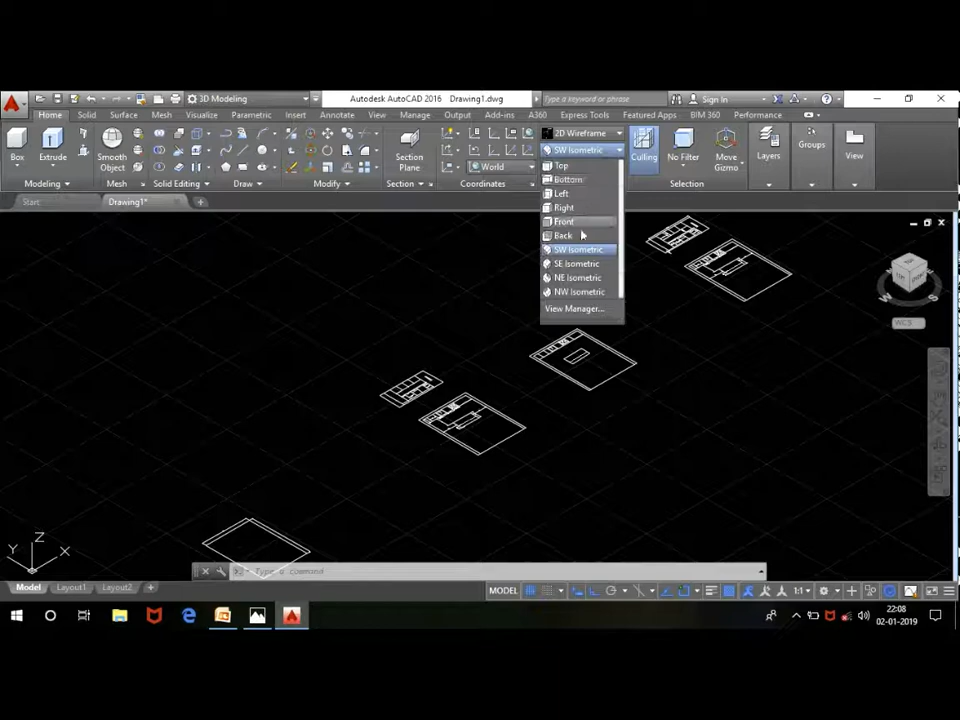 3D Modeling
Autodesk AutoCAD 2016 Drawing1.dwg
Type a keyword or phrase
Sign In
Home Solid Surface Mesh Visualize Parametric Insert Annotate View Manage Output Add-ins A360 Express Tools Featured Apps BIM 360 Performance
2D Wireframe
SW Isometric
World
Box Extrude Smooth Object Section Plane Culling No Filter Move Gizmo Layers Groups View
Modeling Mesh Solid Editing Draw Modify Section Coordinates Selection
Top
Bottom
Left
Right
Front
Back
SW Isometric
SE Isometric
NE Isometric
NW Isometric
View Manager...
Start Drawing1*
TOP
W S
WCS
Z
Y X
Type a command
Model Layout1 Layout2
MODEL 1:1
22:08
02-01-2019